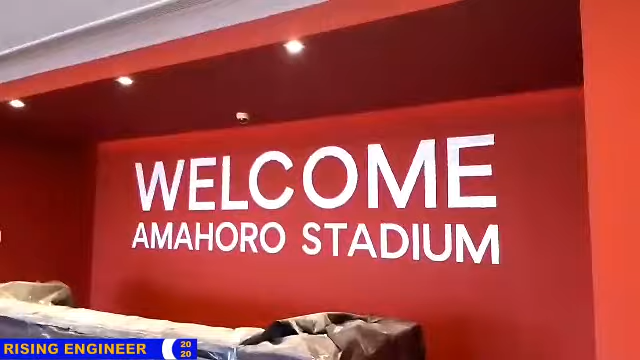 WELCOME
AMAHORO STADIUM
RISING ENGINEER
20
20